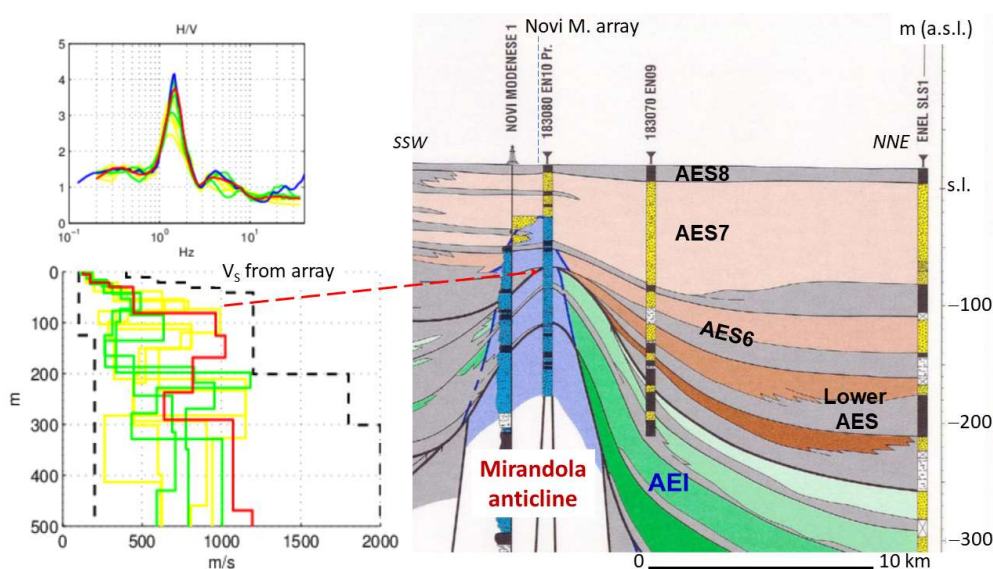 H/V
5
4
3
2
1
0
10⁻¹
10⁰
10¹
Hz
V_S from array
0
100
200
300
400
500
m
0
500
1000
1500
2000
m/s
Novi M. array
m (a.s.l.)
NOVI MODENESE 1
183080 EN10 Pr.
183070 EN09
ENEL SLS1
SSW
NNE
AES8
s.l.
AES7
−100
AES6
Lower
AES
−200
Mirandola
anticline
AEI
−300
0
10 km